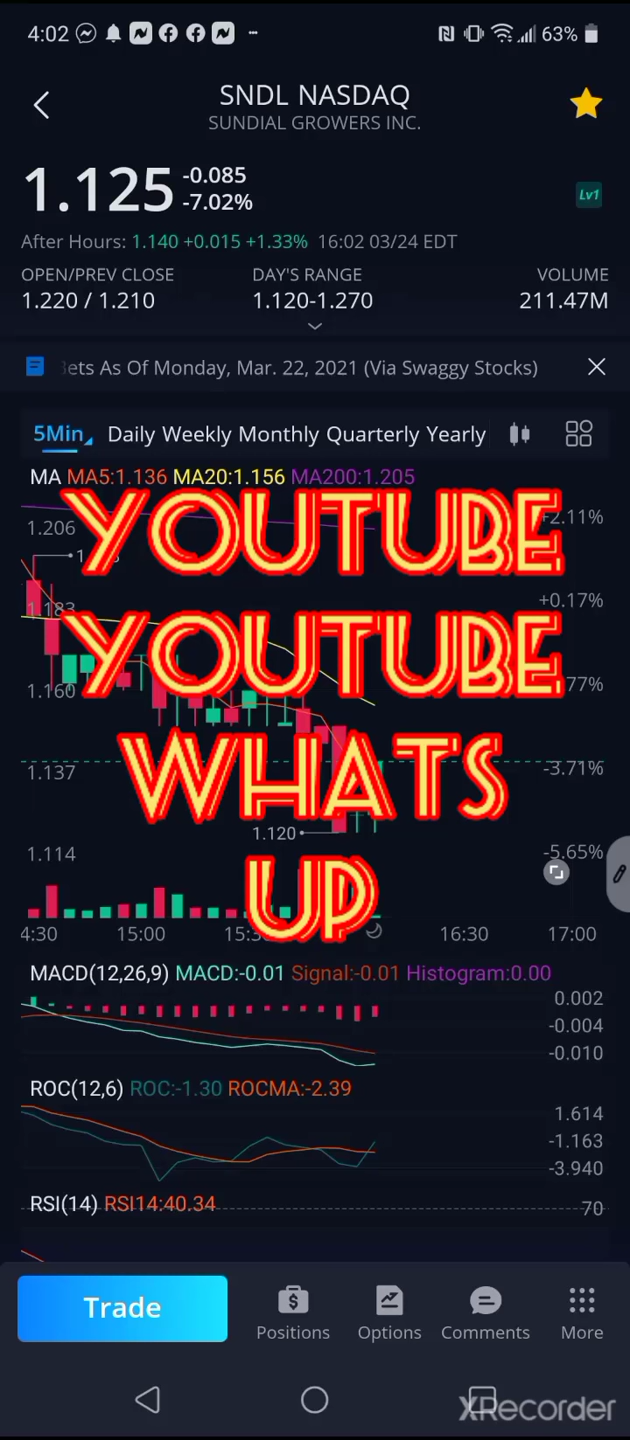 4:02
63%
SNDL NASDAQ
SUNDIAL GROWERS INC.
1.125 -0.085
-7.02%
Lv1
After Hours: 1.140 +0.015 +1.33% 16:02 03/24 EDT
OPEN/PREV CLOSE DAY'S RANGE VOLUME
1.220 / 1.210 1.120-1.270 211.47M
As Of Monday, Mar. 22, 2021 (Via Swaggy Stocks)
5Min Daily Weekly Monthly Quarterly Yearly
MA MA5:1.136 MA20:1.156 MA200:1.205
1.206 +2.11%
YOUTUBE
1.183 +0.17%
YOUTUBE
1.160
WHATS
1.137 -3.71%
1.120
1.114 -5.65%
UP
15:00 16:30 17:00
MACD(12,26,9) MACD:-0.01 Signal:-0.01 Histogram:0.00
0.002
-0.004
-0.010
ROC(12,6) ROC:-1.30 ROCMA:-2.39
1.614
-1.163
-3.940
RSI(14) RSI14:40.34 70
Trade Positions Options Comments More
XRecorder